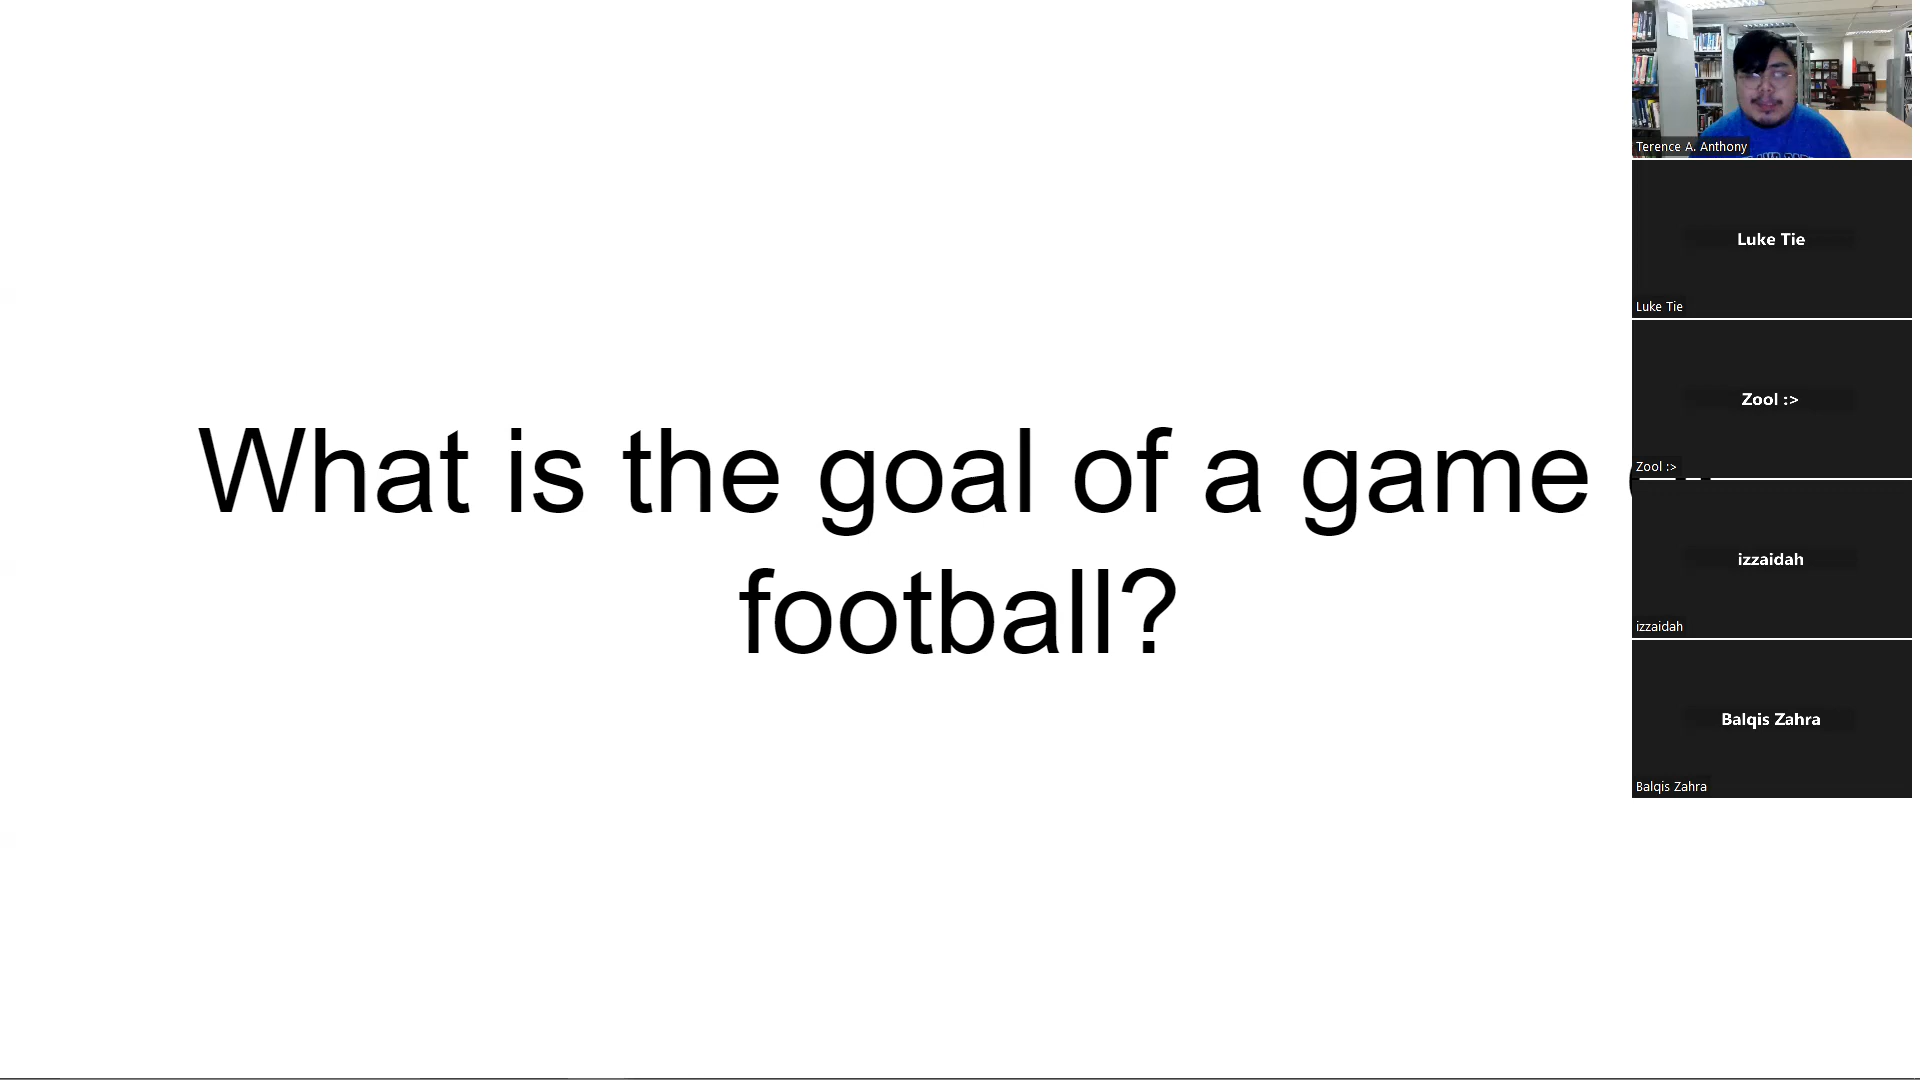 What is the goal of a game
football?
Terence A. Anthony
Luke Tie
Luke Tie
Zool :>
Zool :>
izzaidah
izzaidah
Balqis Zahra
Balqis Zahra